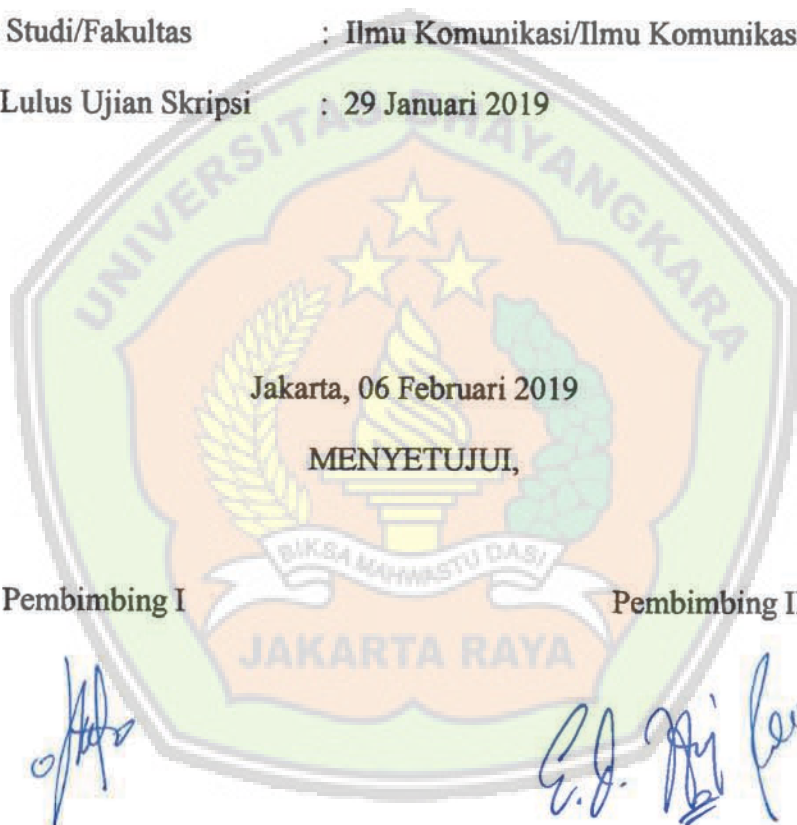 Studi/Fakultas : Ilmu Komunikasi/Ilmu Komunikas
Lulus Ujian Skripsi : 29 Januari 2019
UNIVERSITAS BHAYANGKARA
Jakarta, 06 Februari 2019
MENYETUJUI,
BIKSA MAHWASTU DASI
Pembimbing I Pembimbing I
JAKARTA RAYA